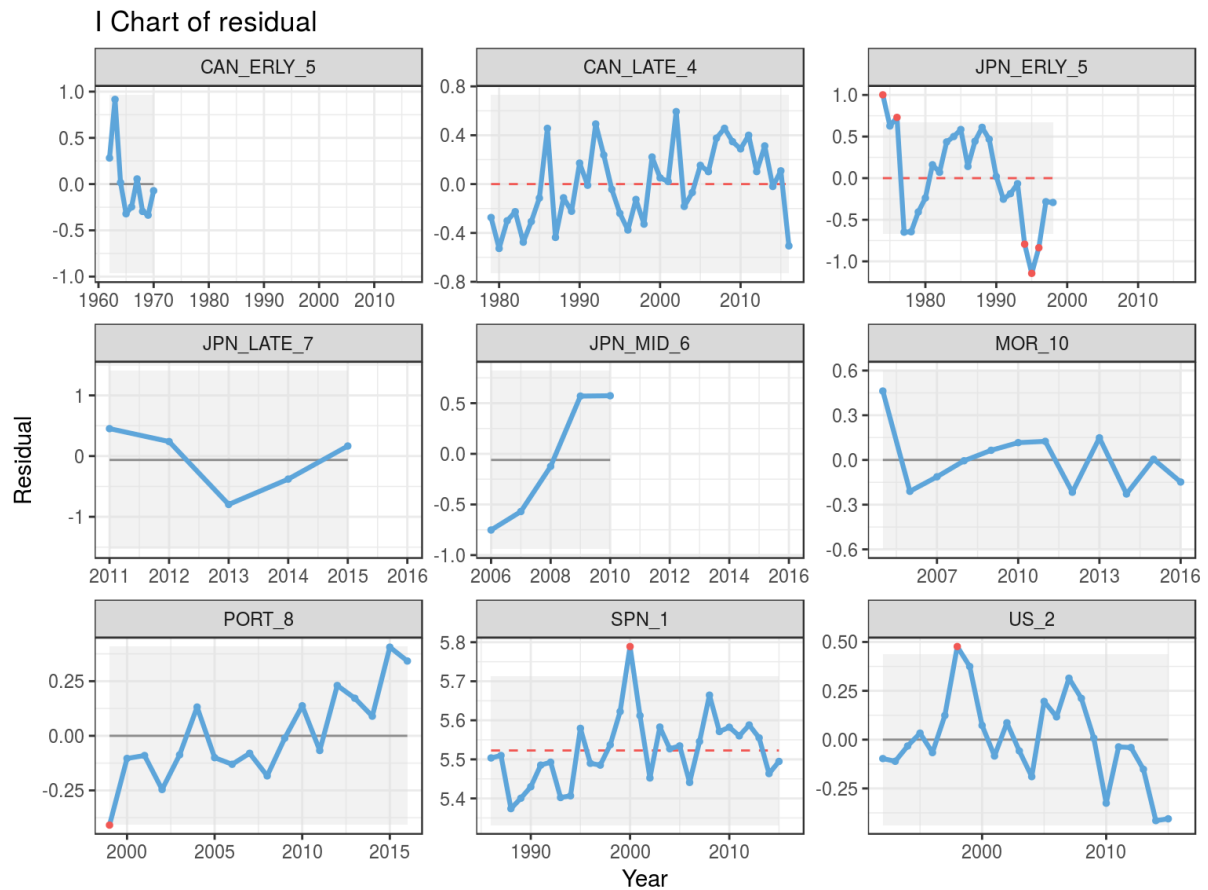 I Chart of residual
CAN_ERLY_5
CAN_LATE_4
JPN_ERLY_5
1.0
0.5
0.0
-0.5
-1.0
1960 1970 1980 1990 2000 2010
0.8
0.4
0.0
-0.4
-0.8
1980 1990 2000 2010
1.0
0.5
0.0
-0.5
-1.0
1980 1990 2000 2010
JPN_LATE_7
JPN_MID_6
MOR_10
1
0
-1
2011 2012 2013 2014 2015 2016
0.5
0.0
-0.5
-1.0
2006 2008 2010 2012 2014 2016
0.6
0.3
0.0
-0.3
-0.6
2007 2010 2013 2016
PORT_8
SPN_1
US_2
0.25
0.00
-0.25
2000 2005 2010 2015
5.8
5.7
5.6
5.5
5.4
1990 2000 2010
0.50
0.25
0.00
-0.25
2000 2010
Residual
Year